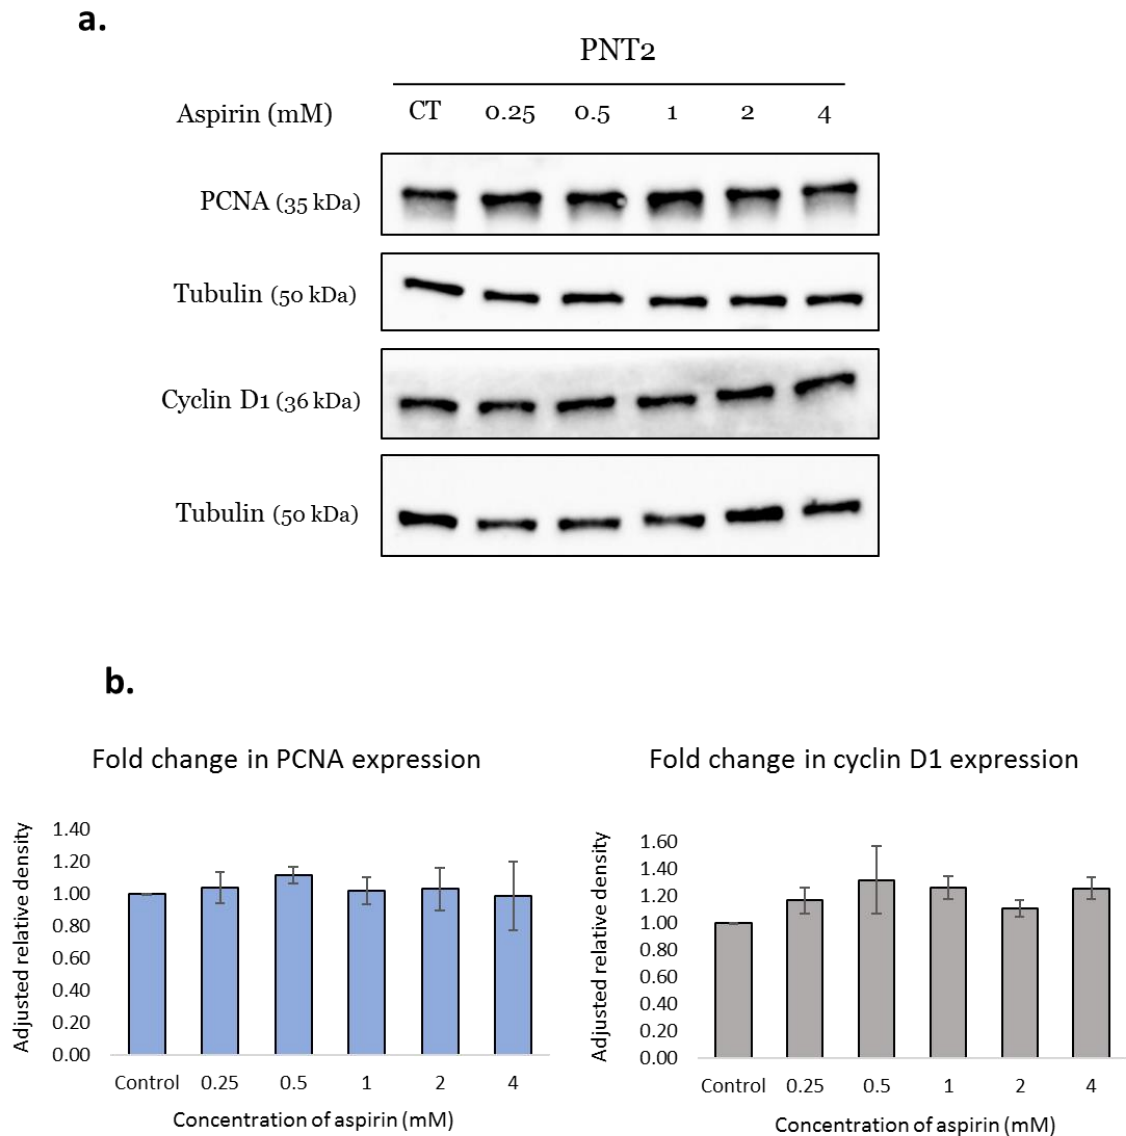 a.
PNT2
Aspirin (mM) CT 0.25 0.5 1 2 4
PCNA (35 kDa)
Tubulin (50 kDa)
Cyclin D1 (36 kDa)
Tubulin (50 kDa)
b.
Fold change in PCNA expression
Adjusted relative density
1.40
1.20
1.00
0.80
0.60
0.40
0.20
0.00
Control 0.25 0.5 1 2 4
Concentration of aspirin (mM)
Fold change in cyclin D1 expression
Adjusted relative density
1.60
1.40
1.20
1.00
0.80
0.60
0.40
0.20
0.00
Control 0.25 0.5 1 2 4
Concentration of aspirin (mM)